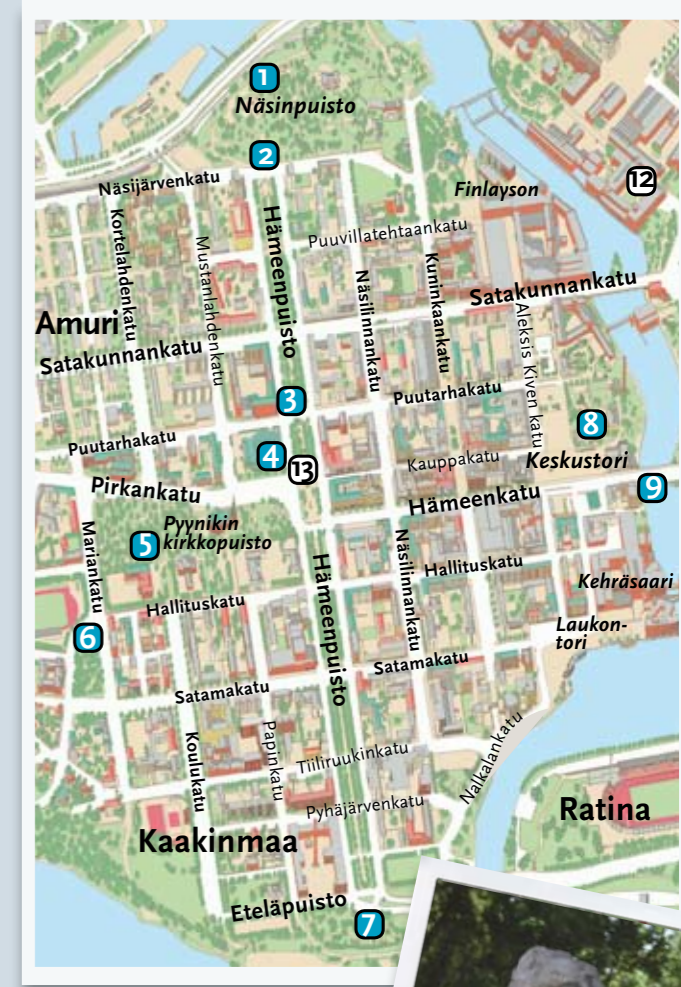 1
Näsinpuisto
2
Näsijärvenkatu
12
Finlayson
Kortelahdenkatu
Mustanlahdenkatu
Hämeenpuisto
Puuvillatehtaankatu
Näsilinnankatu
Kuninkaankatu
Satakunnankatu
Amuri
Satakunnankatu
Aleksis Kiven katu
3
Puutarhakatu
8
Puutarhakatu
4
13
Kauppakatu
Keskustori
Pirkankatu
9
Hämeenkatu
Mariankatu
5
Pyynikin
kirkkopuisto
Hämeenpuisto
Näsilinnankatu
Hallituskatu
Kehräsaari
Hallituskatu
6
Laukon-
tori
Satamakatu
Satamakatu
Koulukatu
Papinkatu
Tiiliruukinkatu
Nalkalankatu
Pyhäjärvenkatu
Ratina
Kaakinmaa
Eteläpuisto
7